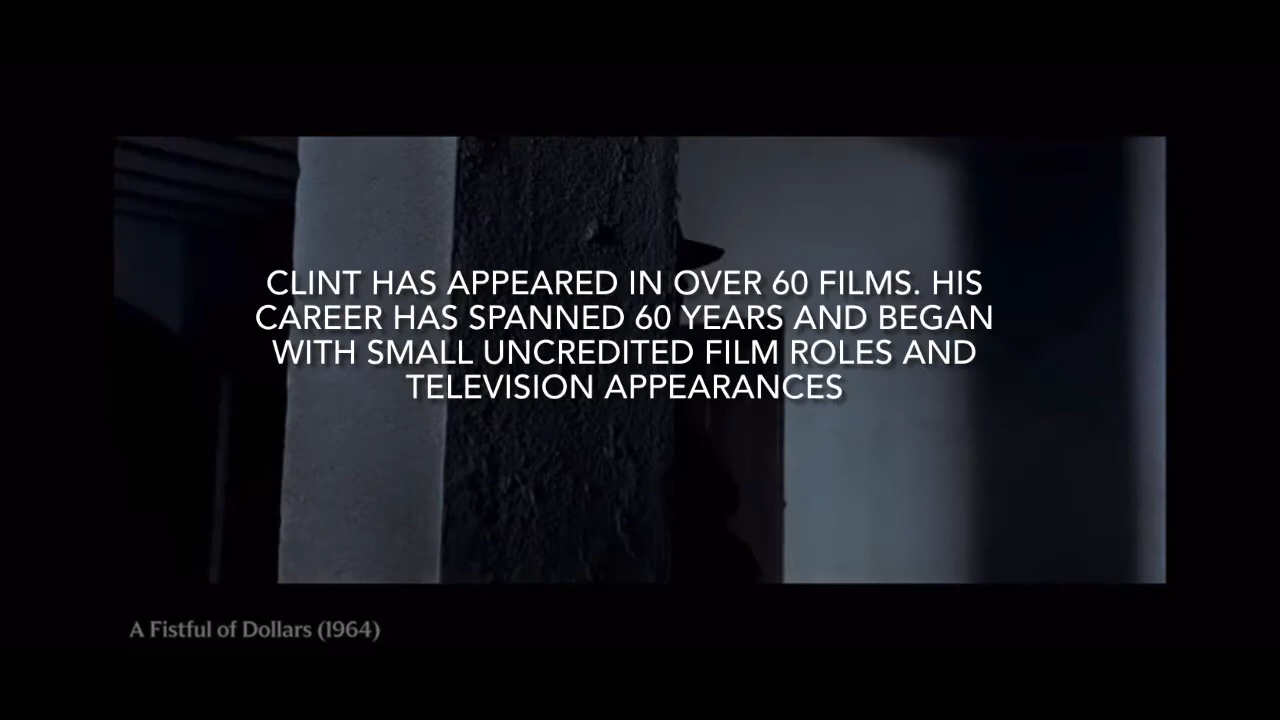 CLINT HAS APPEARED IN OVER 60 FILMS. HIS
CAREER HAS SPANNED 60 YEARS AND BEGAN
WITH SMALL UNCREDITED FILM ROLES AND
TELEVISION APPEARANCES
A Fistful of Dollars (1964)